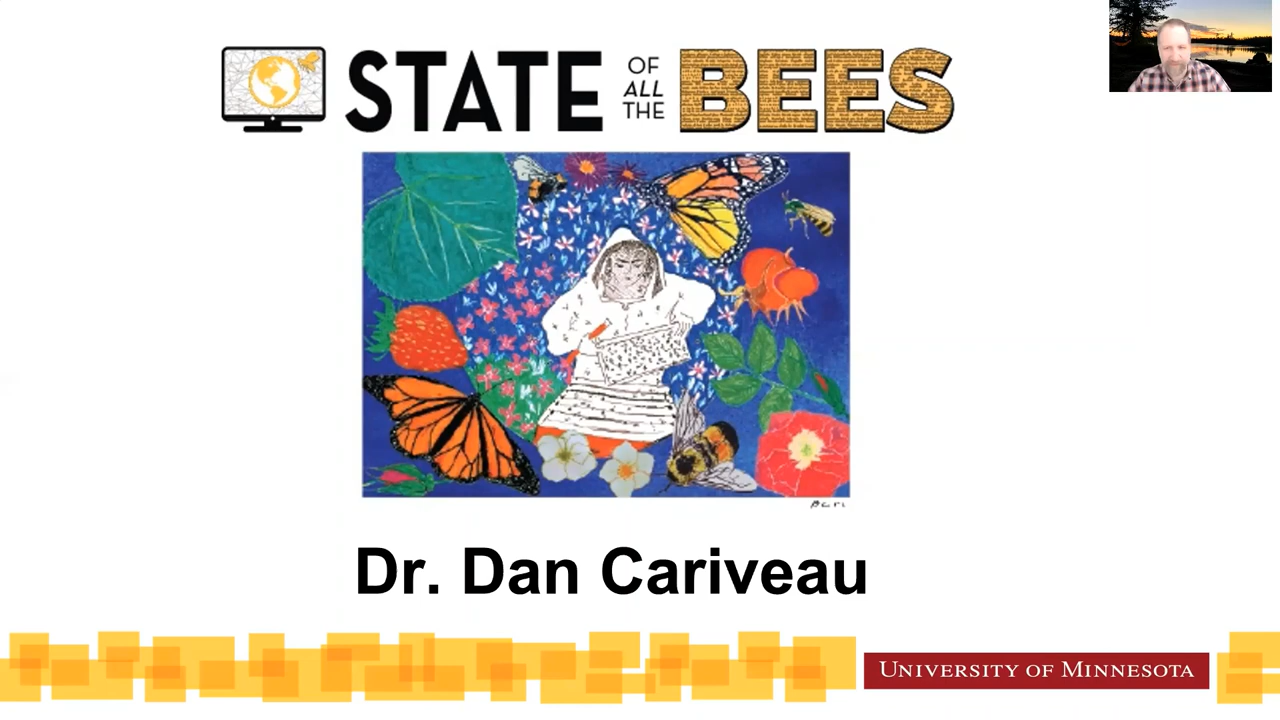 STATE OF ALL THE BEES
Dr. Dan Cariveau
UNIVERSITY OF MINNESOTA